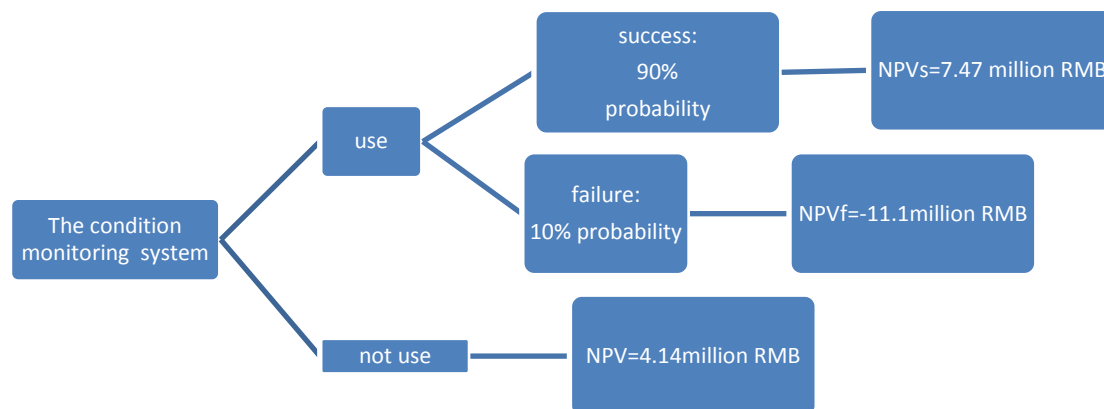 success:
90%
probability
NPVs=7.47 million RMB
use
failure:
10% probability
NPVf=-11.1million RMB
The condition
monitoring  system
not use
NPV=4.14million RMB